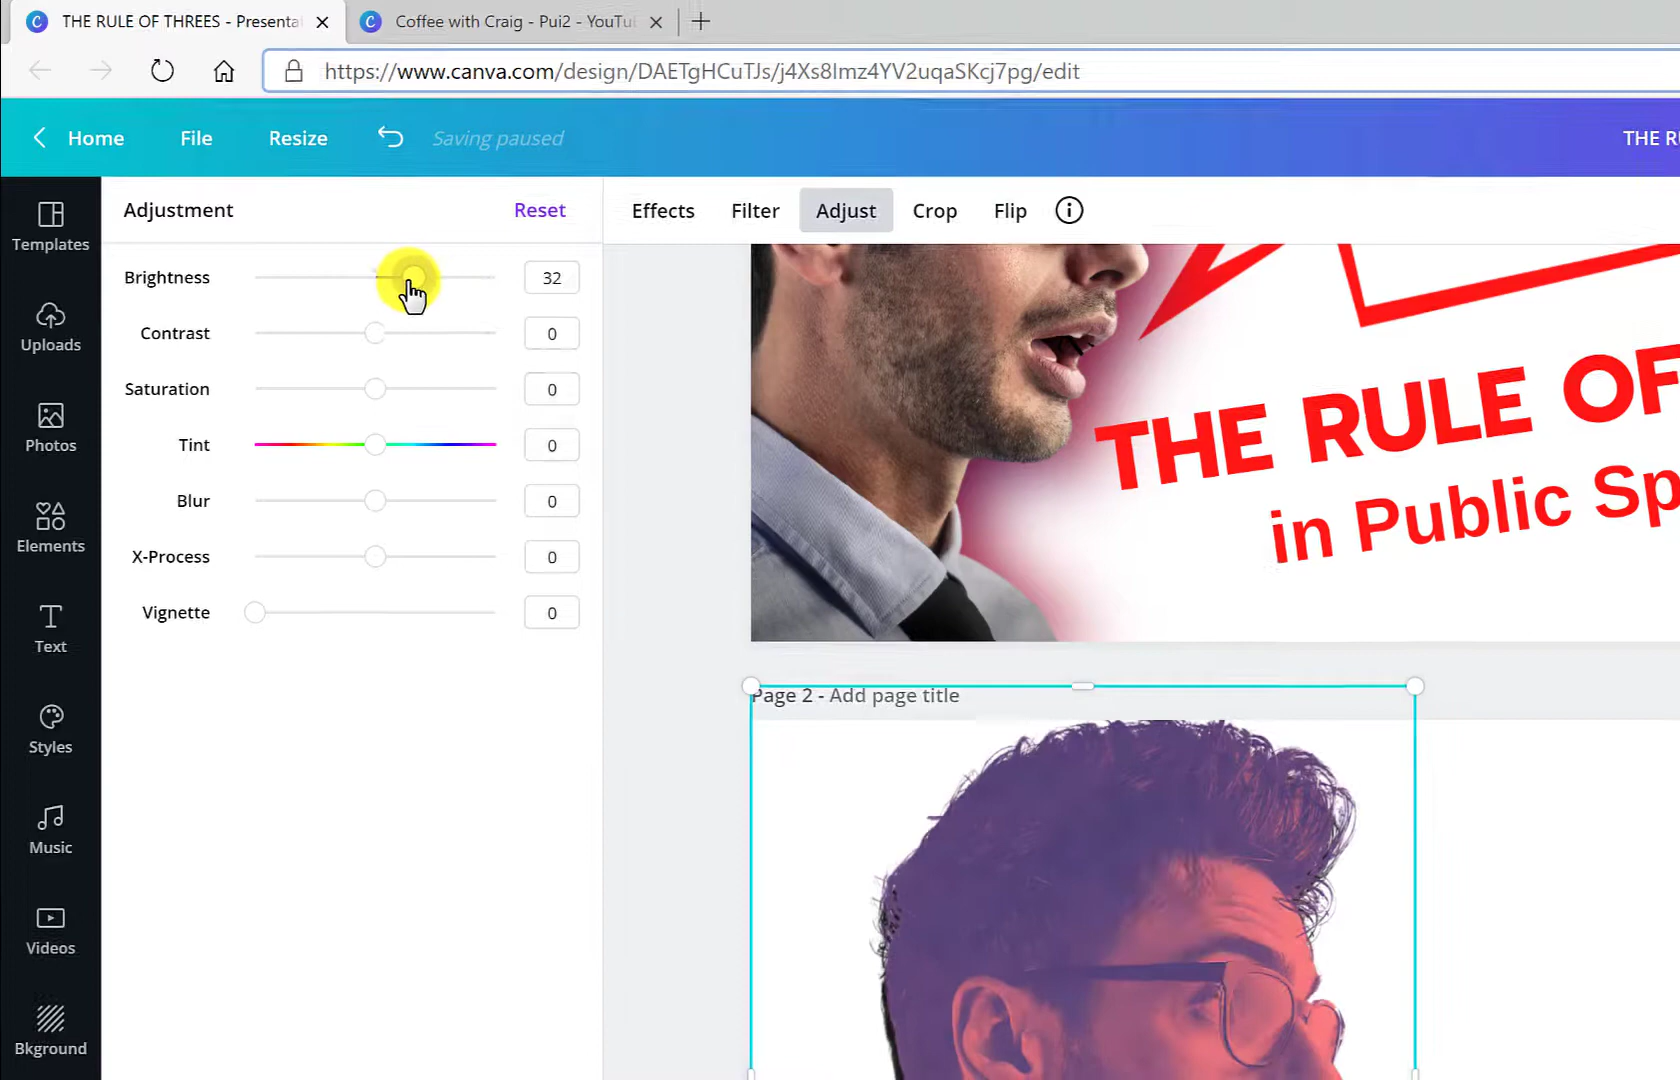 THE RULE OF THREES - Presenta
Coffee with Craig - Pui2 - YouTu
https://www.canva.com/design/DAETgHCuTJs/j4Xs8Imz4YV2uqaSKcj7pg/edit
Home
File
Resize
Saving paused
THE R
Templates
Uploads
Photos
Elements
Text
Styles
Music
Videos
Bkground
Adjustment
Reset
Brightness 32
Contrast 0
Saturation 0
Tint 0
Blur 0
X-Process 0
Vignette 0
Effects
Filter
Adjust
Crop
Flip
THE RULE OF
in Public Sp
Page 2 - Add page title